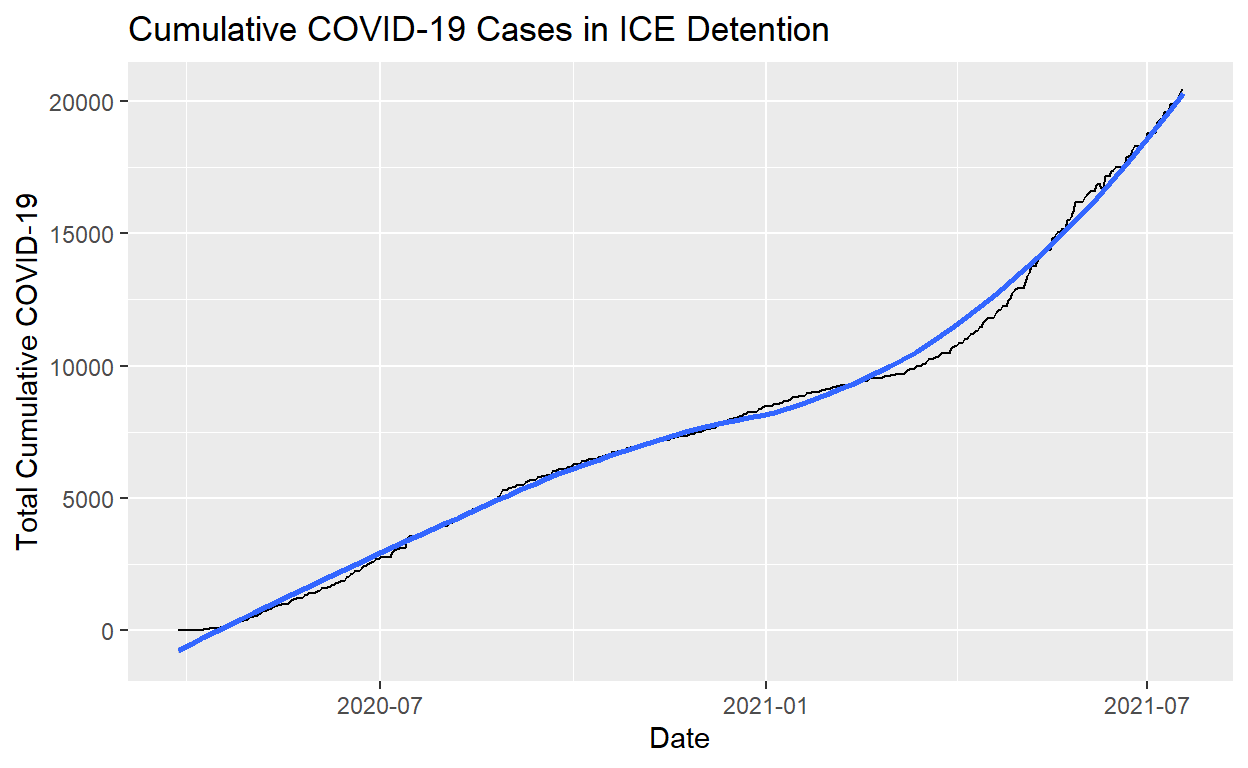 Cumulative COVID-19 Cases in ICE Detention
Total Cumulative COVID-19
20000
15000
10000
5000
0
2020-07
2021-01
2021-07
Date